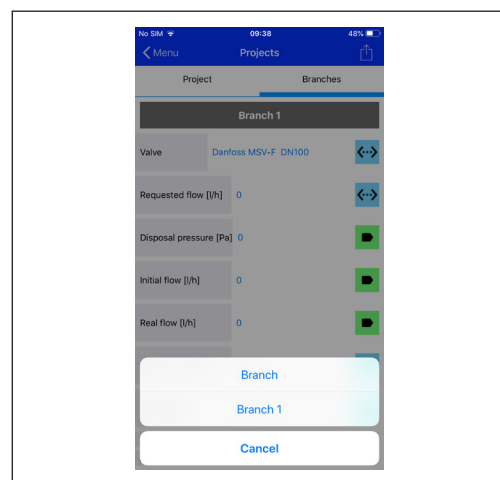 No SIM 09:38 48%
Menu Projects
Project Branches
Branch 1
Valve Danfoss MSV-F DN100
Requested flow [l/h] 0
Disposal pressure [Pa] 0
Initial flow [l/h] 0
Real flow [l/h] 0
Branch
Branch 1
Cancel